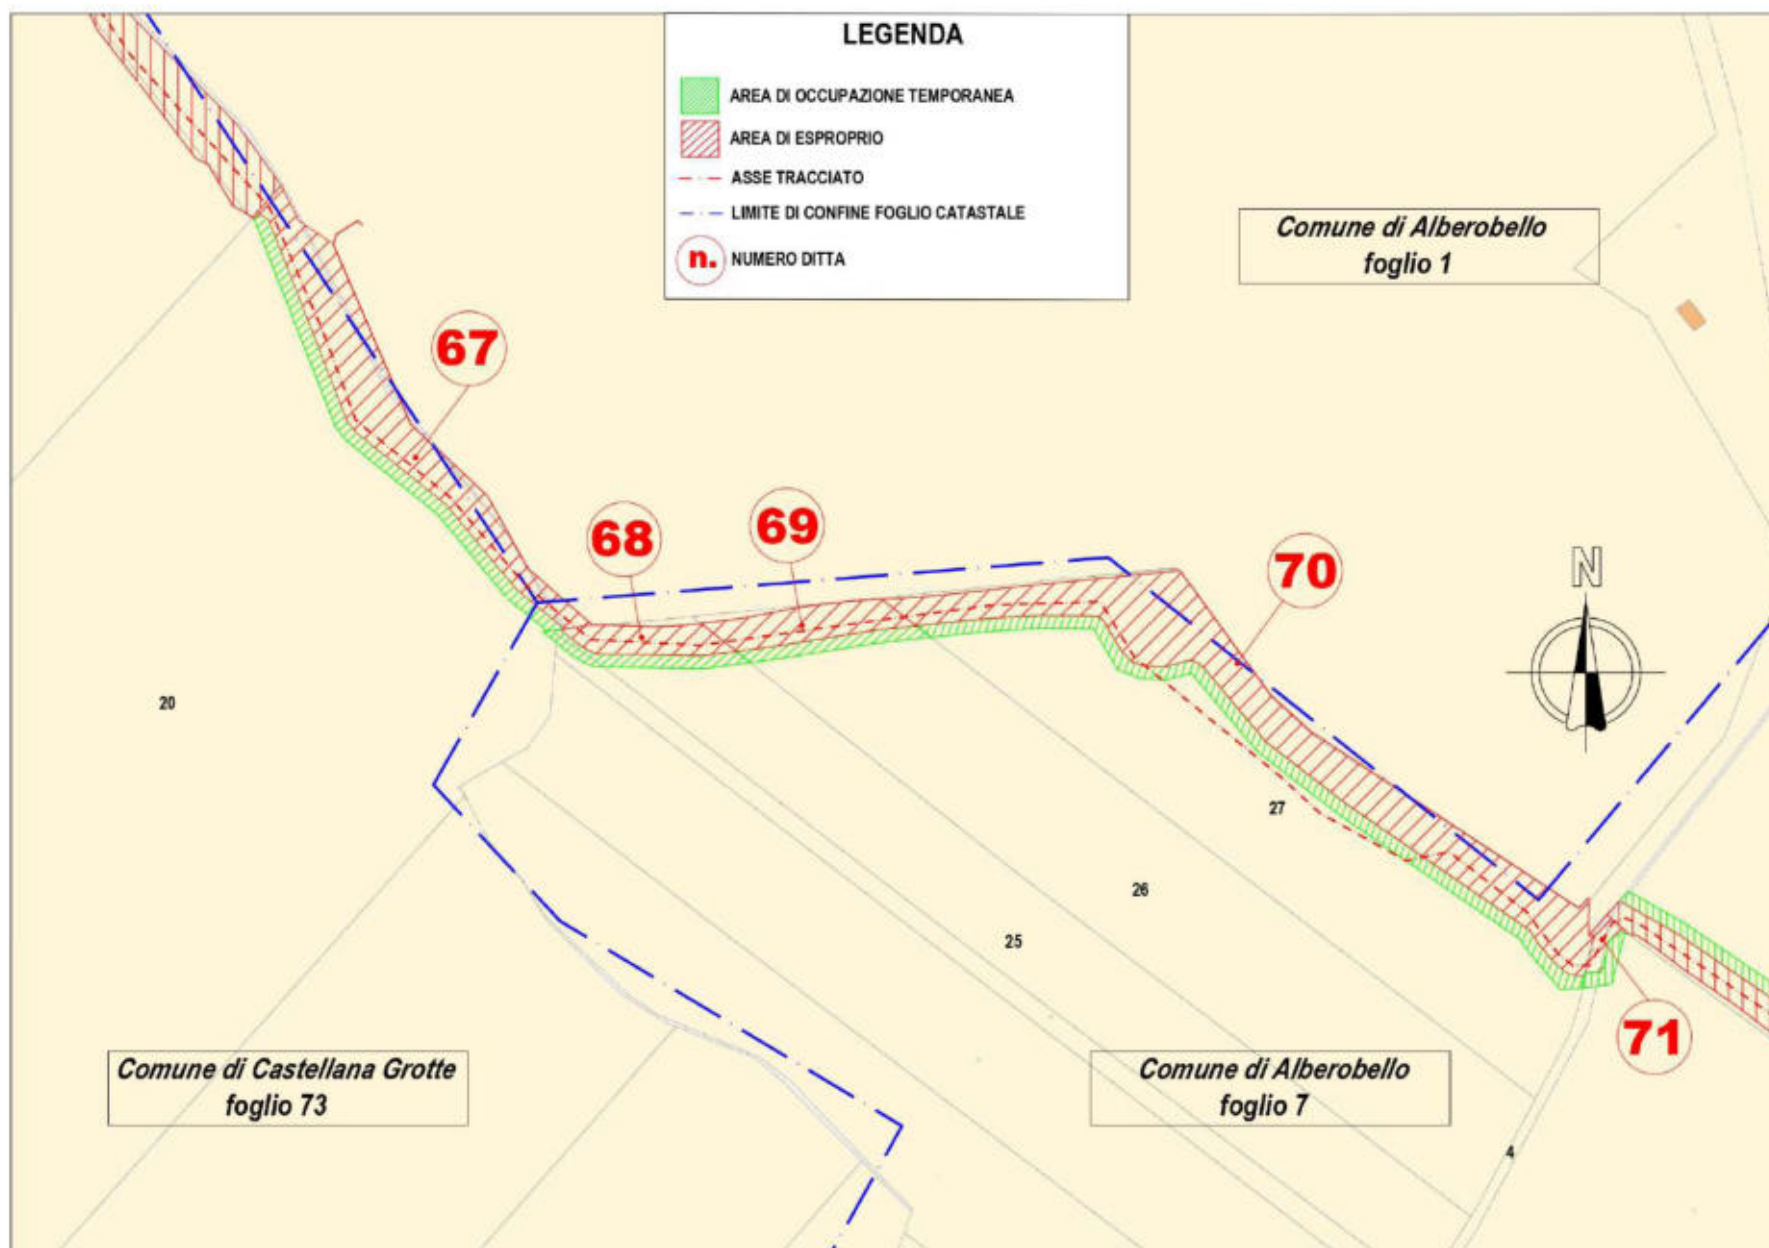 LEGENDA
AREA DI OCCUPAZIONE TEMPORANEA
AREA DI ESPROPRIO
ASSE TRACCIATO
LIMITE DI CONFINE FOGLIO CATASTALE
n. NUMERO DITTA
Comune di Alberobello
foglio 1
67
68
69
70
N
20
27
26
25
71
Comune di Castellana Grotte
foglio 73
Comune di Alberobello
foglio 7
4